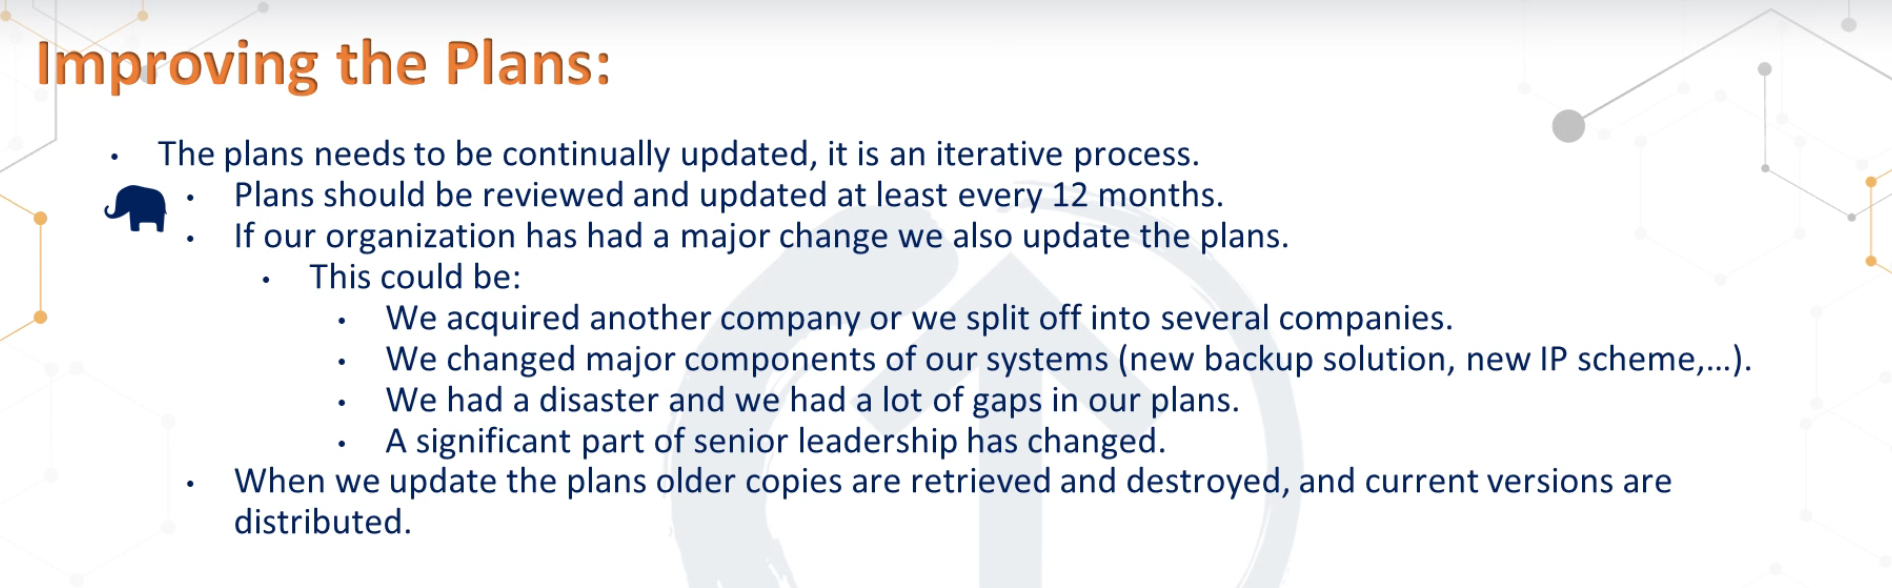 Improving the Plans:
• The plans needs to be continually updated, it is an iterative process.
• Plans should be reviewed and updated at least every 12 months.
• If our organization has had a major change we also update the plans.
• This could be:
• We acquired another company or we split off into several companies.
• We changed major components of our systems (new backup solution, new IP scheme,...).
• We had a disaster and we had a lot of gaps in our plans.
• A significant part of senior leadership has changed.
• When we update the plans older copies are retrieved and destroyed, and current versions are
distributed.